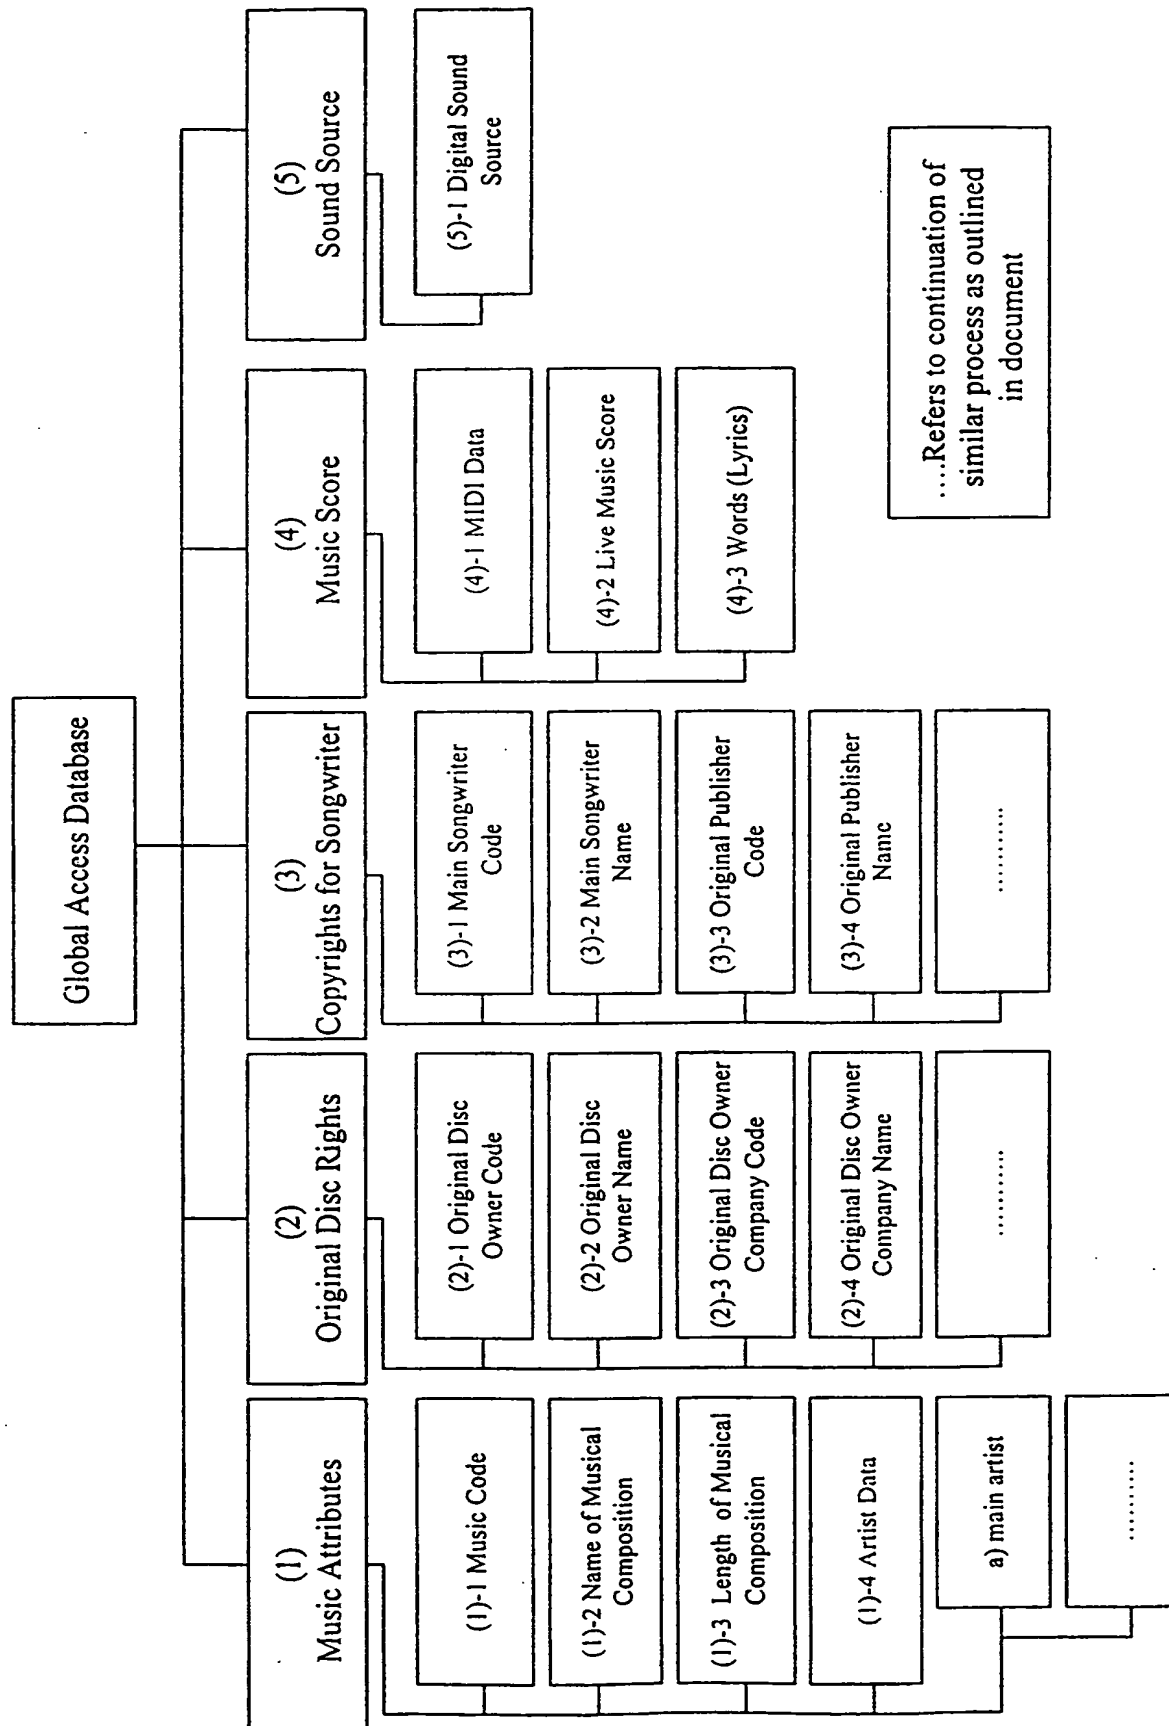 Global Access Database
(1)
Music Attributes
(1)-1 Music Code
(1)-2 Name of Musical
Composition
(1)-3 Length of Musical
Composition
(1)-4 Artist Data
a) main artist
..........
(2)
Original Disc Rights
(2)-1 Original Disc
Owner Code
(2)-2 Original Disc
Owner Name
(2)-3 Original Disc Owner
Company Code
(2)-4 Original Disc Owner
Company Name
..........
(3)
Copyrights for Songwriter
(3)-1 Main Songwriter
Code
(3)-2 Main Songwriter
Name
(3)-3 Original Publisher
Code
(3)-4 Original Publisher
Name
..........
(4)
Music Score
(4)-1 MIDI Data
(4)-2 Live Music Score
(4)-3 Words (Lyrics)
(5)
Sound Source
(5)-1 Digital Sound
Source
.....Refers to continuation of
similar process as outlined
in document